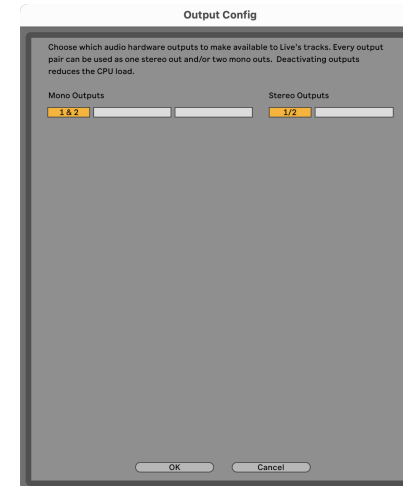 Output Config
Choose which audio hardware outputs to make available to Live's tracks. Every output
pair can be used as one stereo out and/or two mono outs. Deactivating outputs
reduces the CPU load.
Mono Outputs Stereo Outputs
1 & 2 1/2
OK Cancel